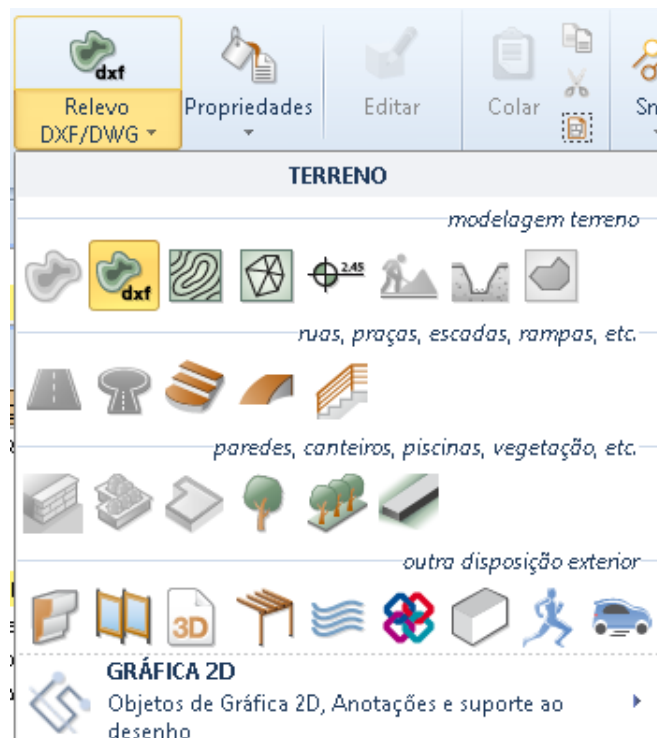 dxf
Relevo
DXF/DWG
Propriedades
Editar
Colar
TERRENO
modelagem terreno
dxf
2.45
ruas, praças, escadas, rampas, etc.
paredes, canteiros, piscinas, vegetação, etc.
outra disposição exterior
3D
GRÁFICA 2D
Objetos de Gráfica 2D, Anotações e suporte ao
desenho